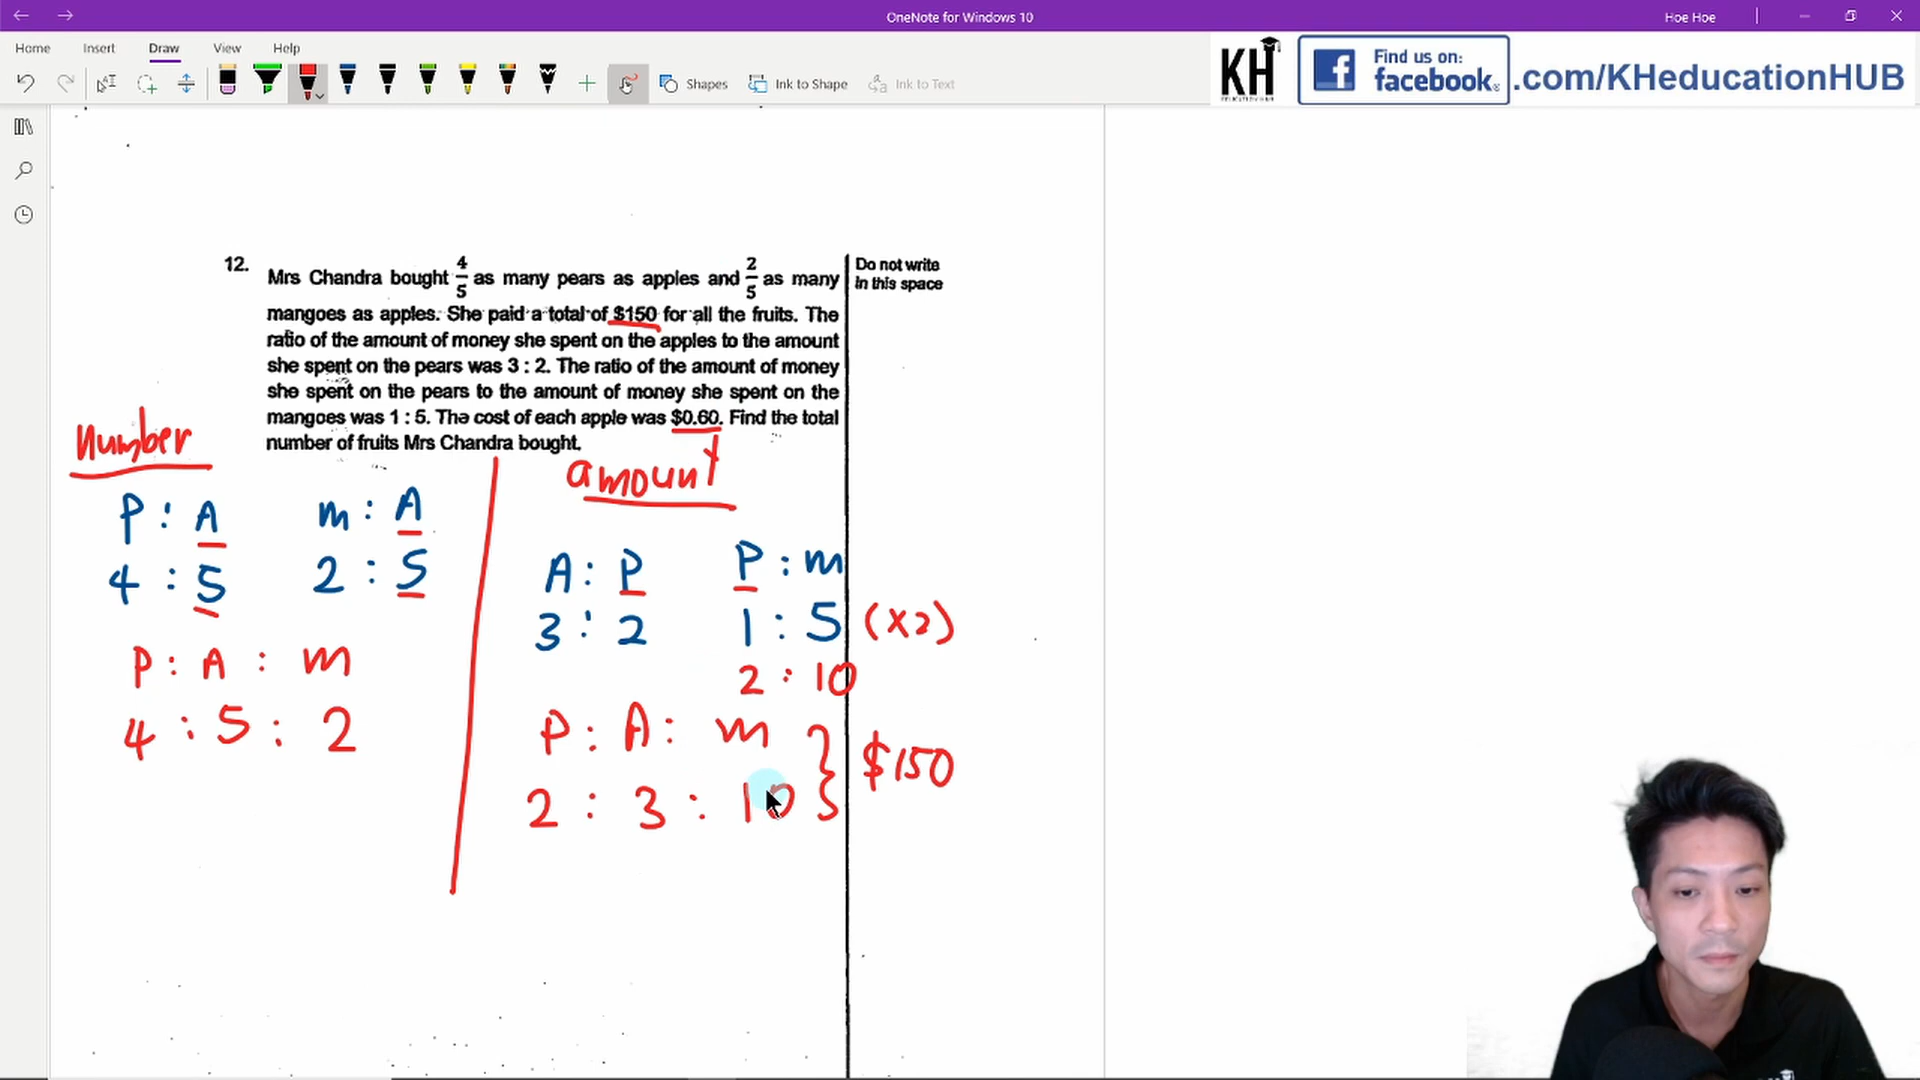 OneNote for Windows 10
Hoe Hoe
Home Insert Draw View Help
Shapes Ink to Shape Ink to Text
KH
EDUCATION HUB
Find us on:
facebook
.com/KHeducationHUB
12. Mrs Chandra bought 4/5 as many pears as apples and 2/5 as many
mangoes as apples. She paid a total of $150 for all the fruits. The
ratio of the amount of money she spent on the apples to the amount
she spent on the pears was 3 : 2. The ratio of the amount of money
she spent on the pears to the amount of money she spent on the
mangoes was 1 : 5. The cost of each apple was $0.60. Find the total
number of fruits Mrs Chandra bought.
Do not write
in this space
number
P : A m : A
4 : 5 2 : 5
P : A : m
4 : 5 : 2
amount
A : P P : m
3 : 2 1 : 5 (x2)
2 : 10
P : A : m } $150
2 : 3 : 10